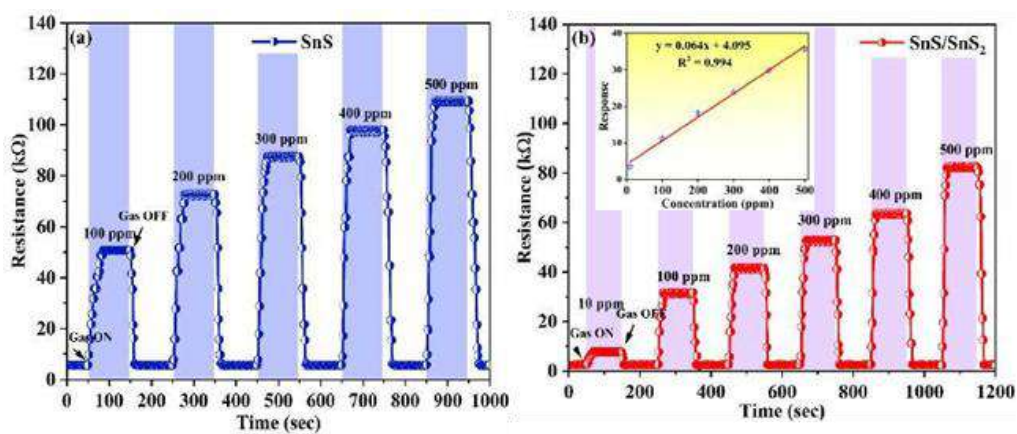 (a)
SnS
140
120
100
80
60
40
20
0
Resistance (kΩ)
Gas ON
100 ppm
Gas OFF
200 ppm
300 ppm
400 ppm
500 ppm
0 100 200 300 400 500 600 700 800 900 1000
Time (sec)
(b)
SnS/SnS₂
140
120
100
80
60
40
20
0
Resistance (kΩ)
y = 0.064x + 4.095
R² = 0.994
40
30
20
10
0
Response
100 200 300 400 500
Concentration (ppm)
Gas ON
10 ppm
Gas OFF
100 ppm
200 ppm
300 ppm
400 ppm
500 ppm
0 200 400 600 800 1000 1200
Time (sec)